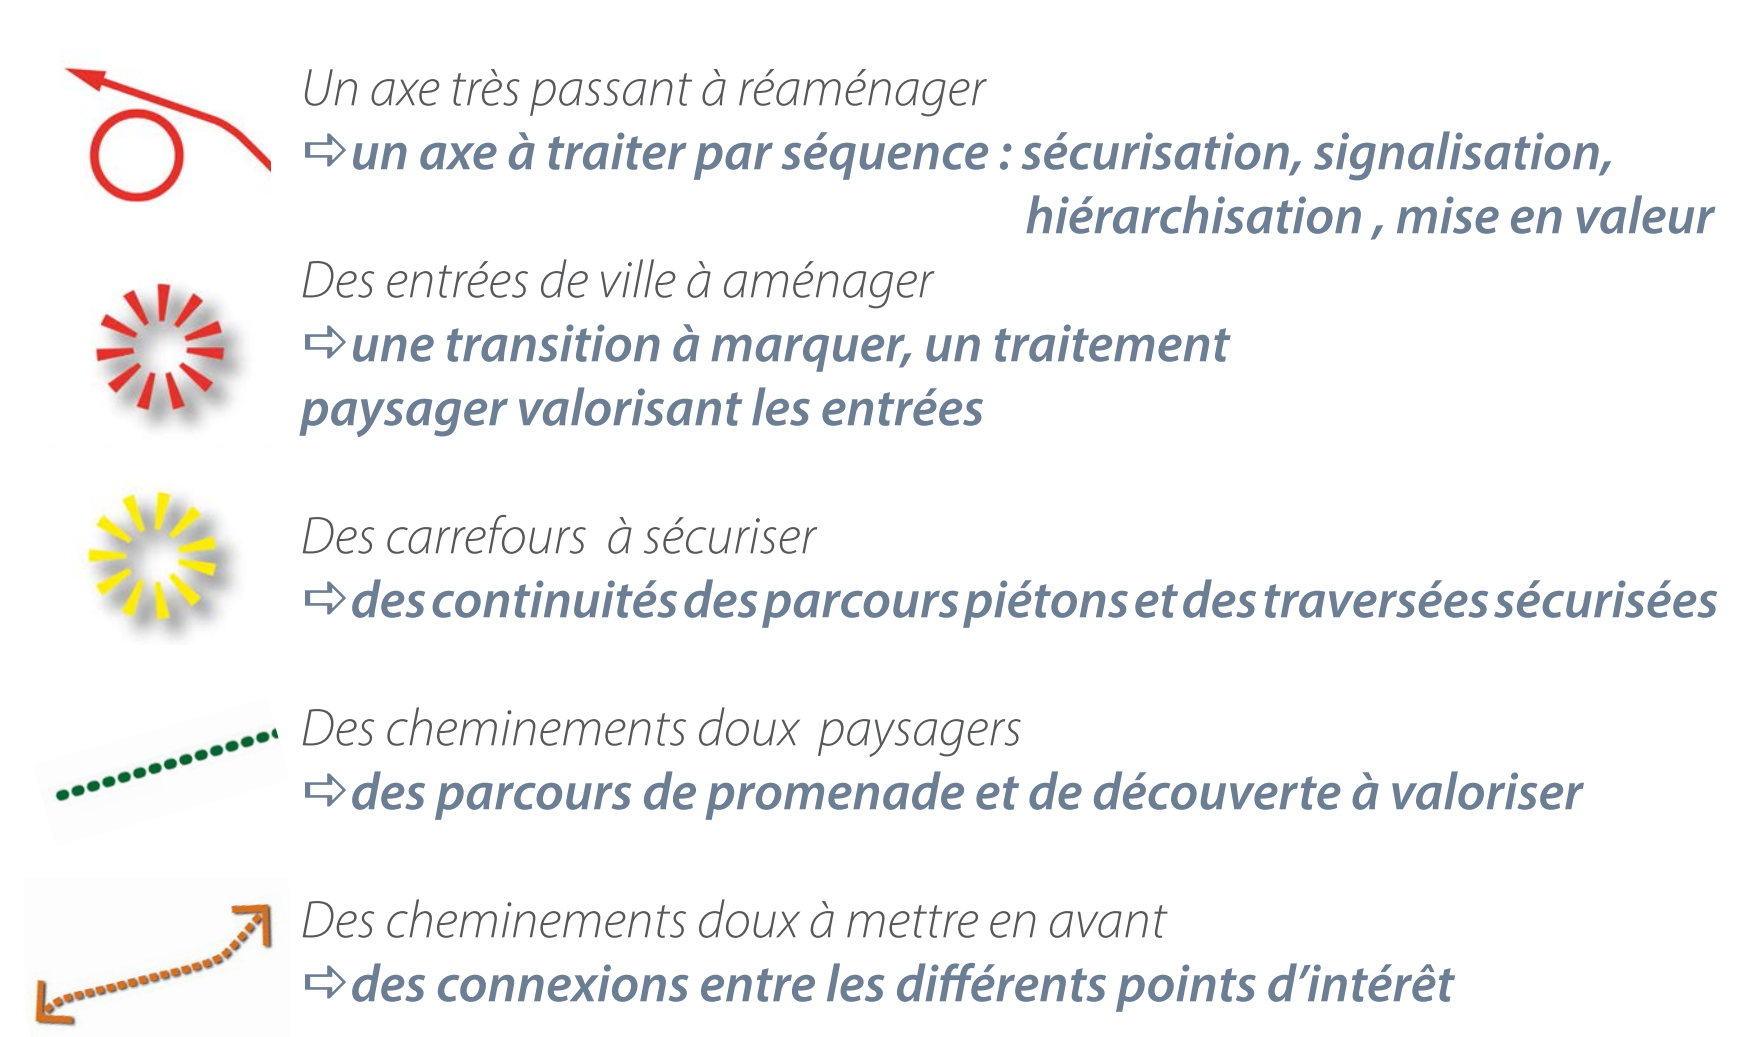 Un axe très passant à réaménager
⇨un axe à traiter par séquence : sécurisation, signalisation,
hiérarchisation , mise en valeur
Des entrées de ville à aménager
⇨une transition à marquer, un traitement
paysager valorisant les entrées
Des carrefours  à sécuriser
⇨des continuités des parcours piétons et des traversées sécurisées
Des cheminements doux  paysagers
⇨des parcours de promenade et de découverte à valoriser
Des cheminements doux à mettre en avant
⇨des connexions entre les différents points d’intérêt